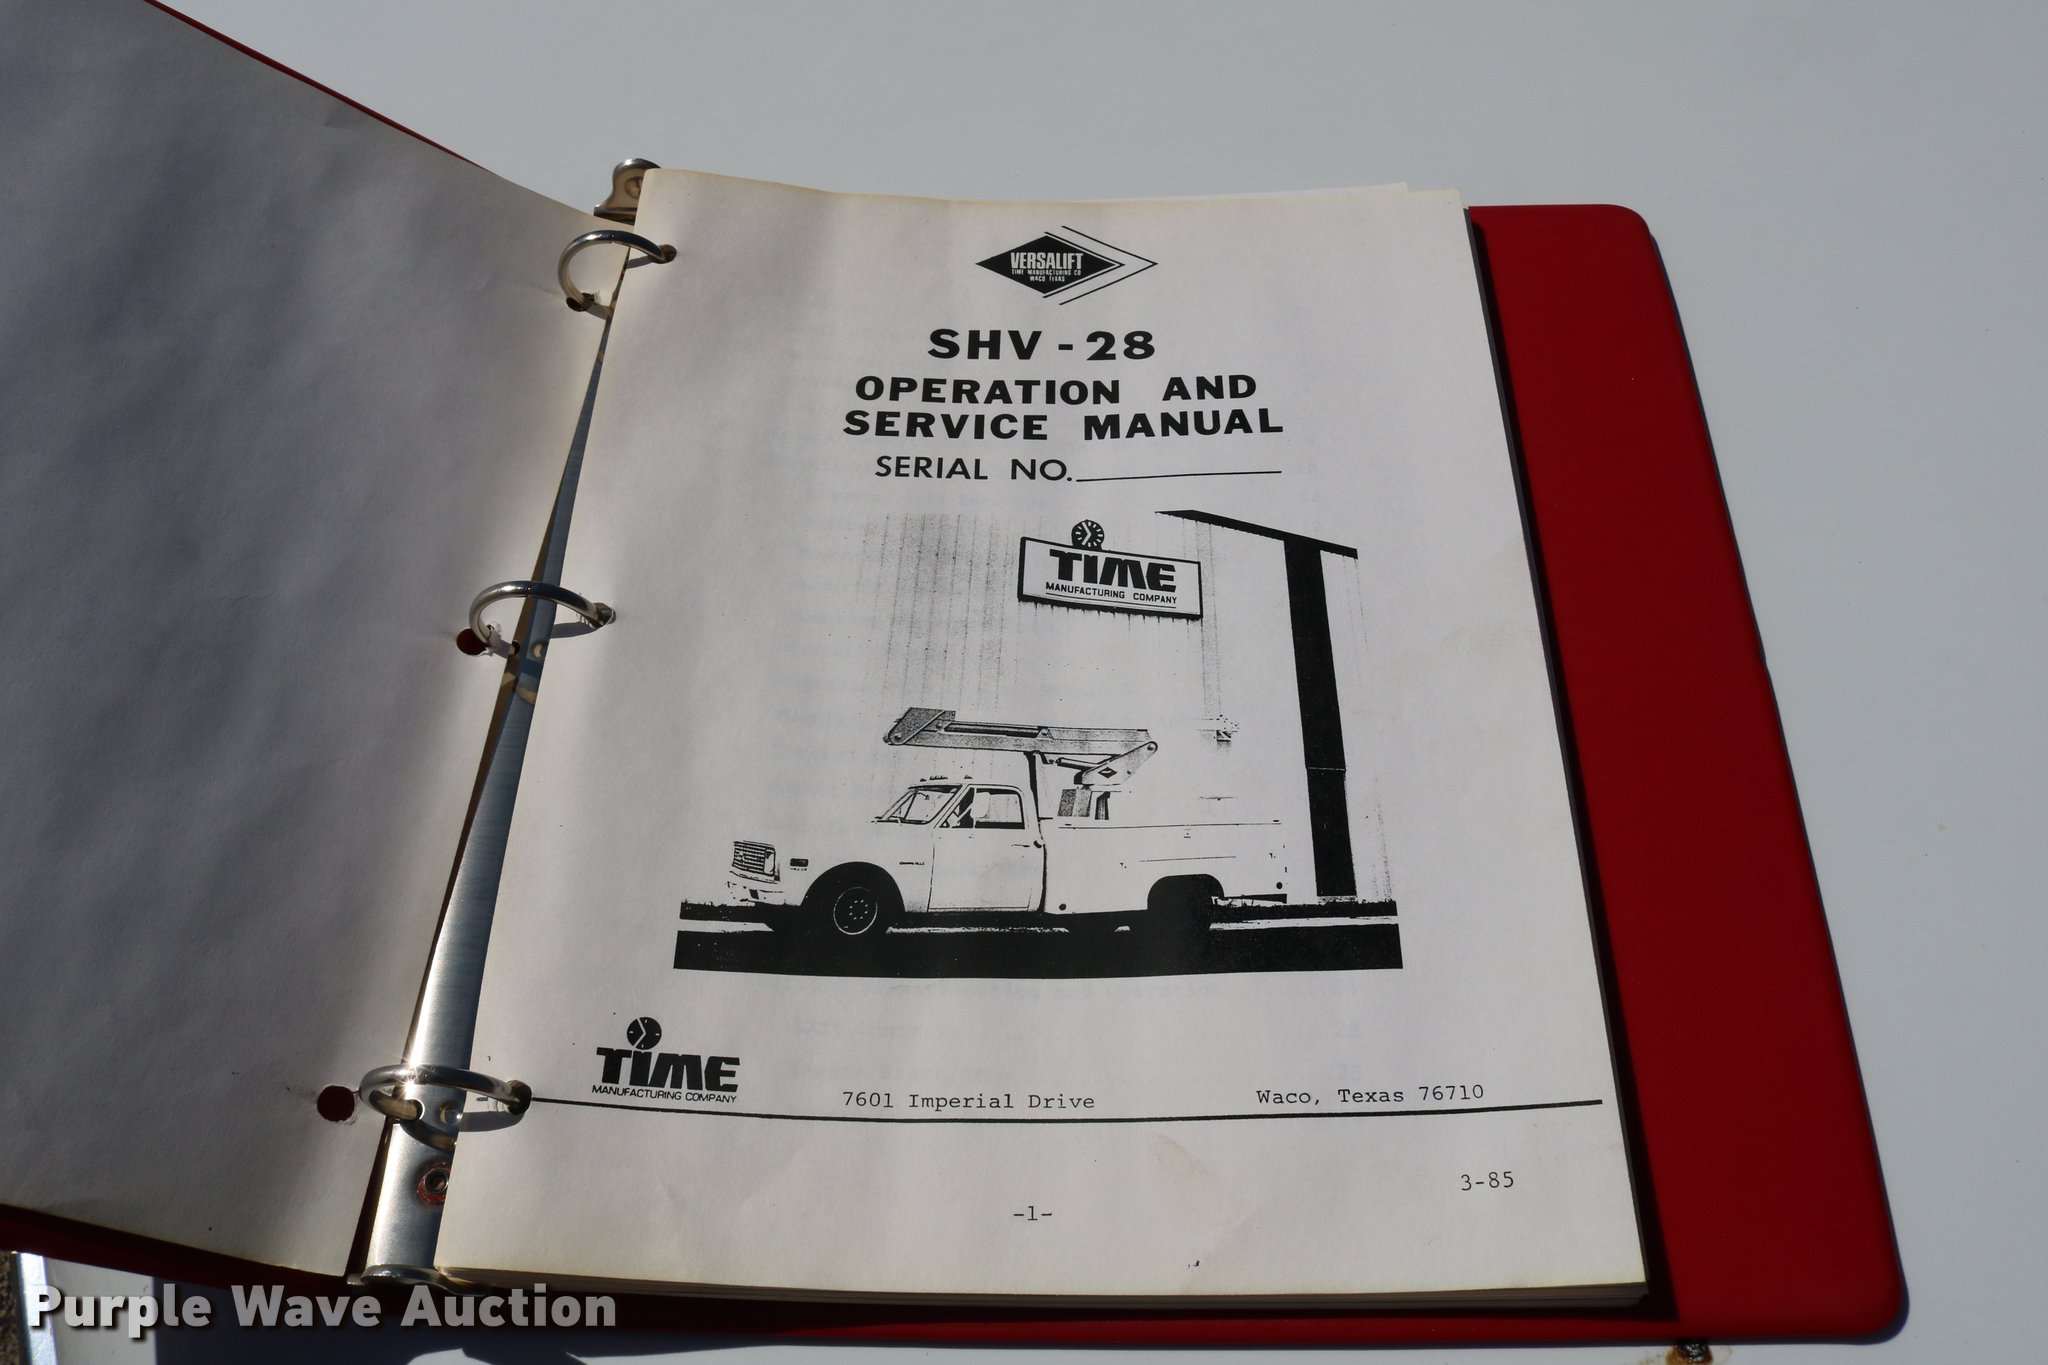 VERSALIFT
TIME MANUFACTURING CO
WACO TEXAS
SHV - 28
OPERATION AND
SERVICE MANUAL
SERIAL NO.
TIME
MANUFACTURING COMPANY
TIME
MANUFACTURING COMPANY
7601 Imperial Drive
Waco, Texas 76710
3-85
-1-
Purple Wave Auction